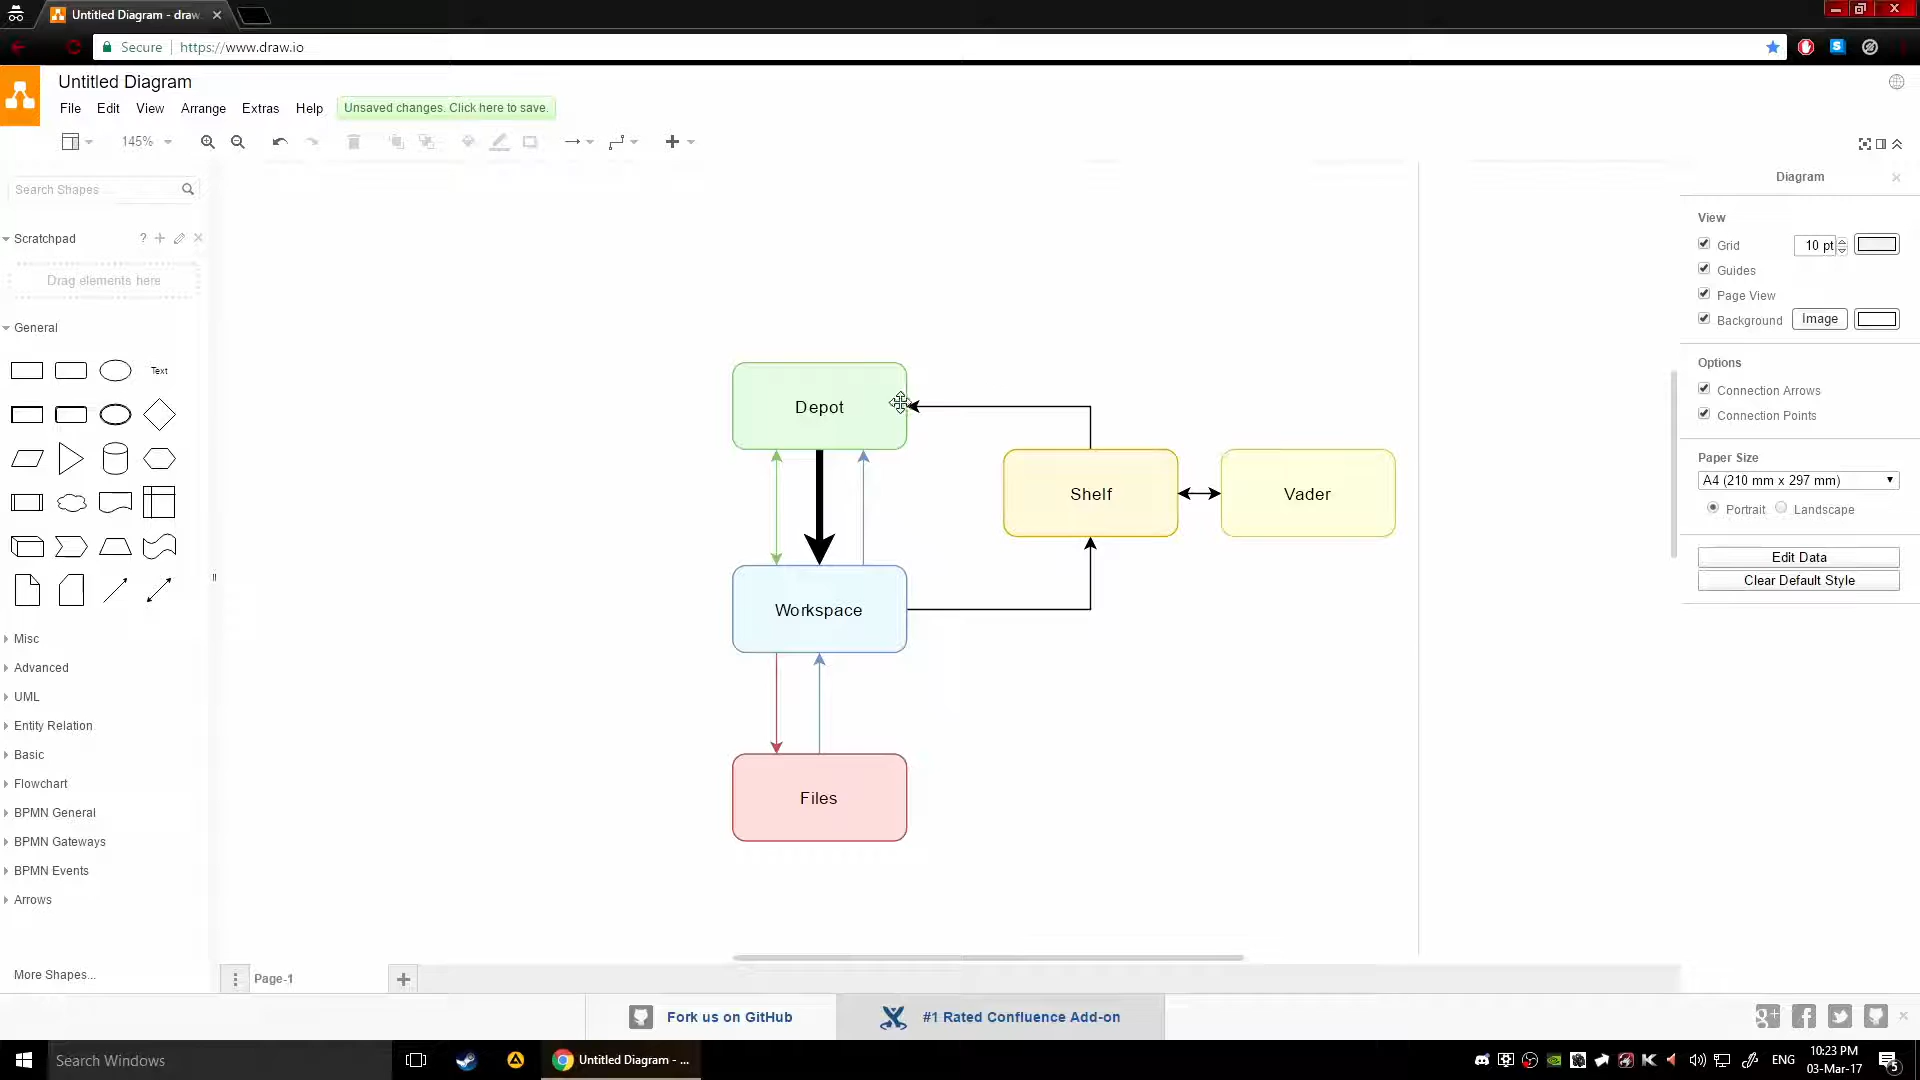 Untitled Diagram - draw
Secure https://www.draw.io
Untitled Diagram
File Edit View Arrange Extras Help Unsaved changes. Click here to save.
145%
Search Shapes
Scratchpad ?
Drag elements here
General
Text
Misc
Advanced
UML
Entity Relation
Basic
Flowchart
BPMN General
BPMN Gateways
BPMN Events
Arrows
More Shapes...
Depot
Shelf
Vader
Workspace
Files
Diagram
View
Grid 10 pt
Guides
Page View
Background Image
Options
Connection Arrows
Connection Points
Paper Size
A4 (210 mm x 297 mm)
Portrait Landscape
Edit Data
Clear Default Style
Page-1
Fork us on GitHub
#1 Rated Confluence Add-on
Search Windows
Untitled Diagram - ...
ENG
10:23 PM
03-Mar-17
5